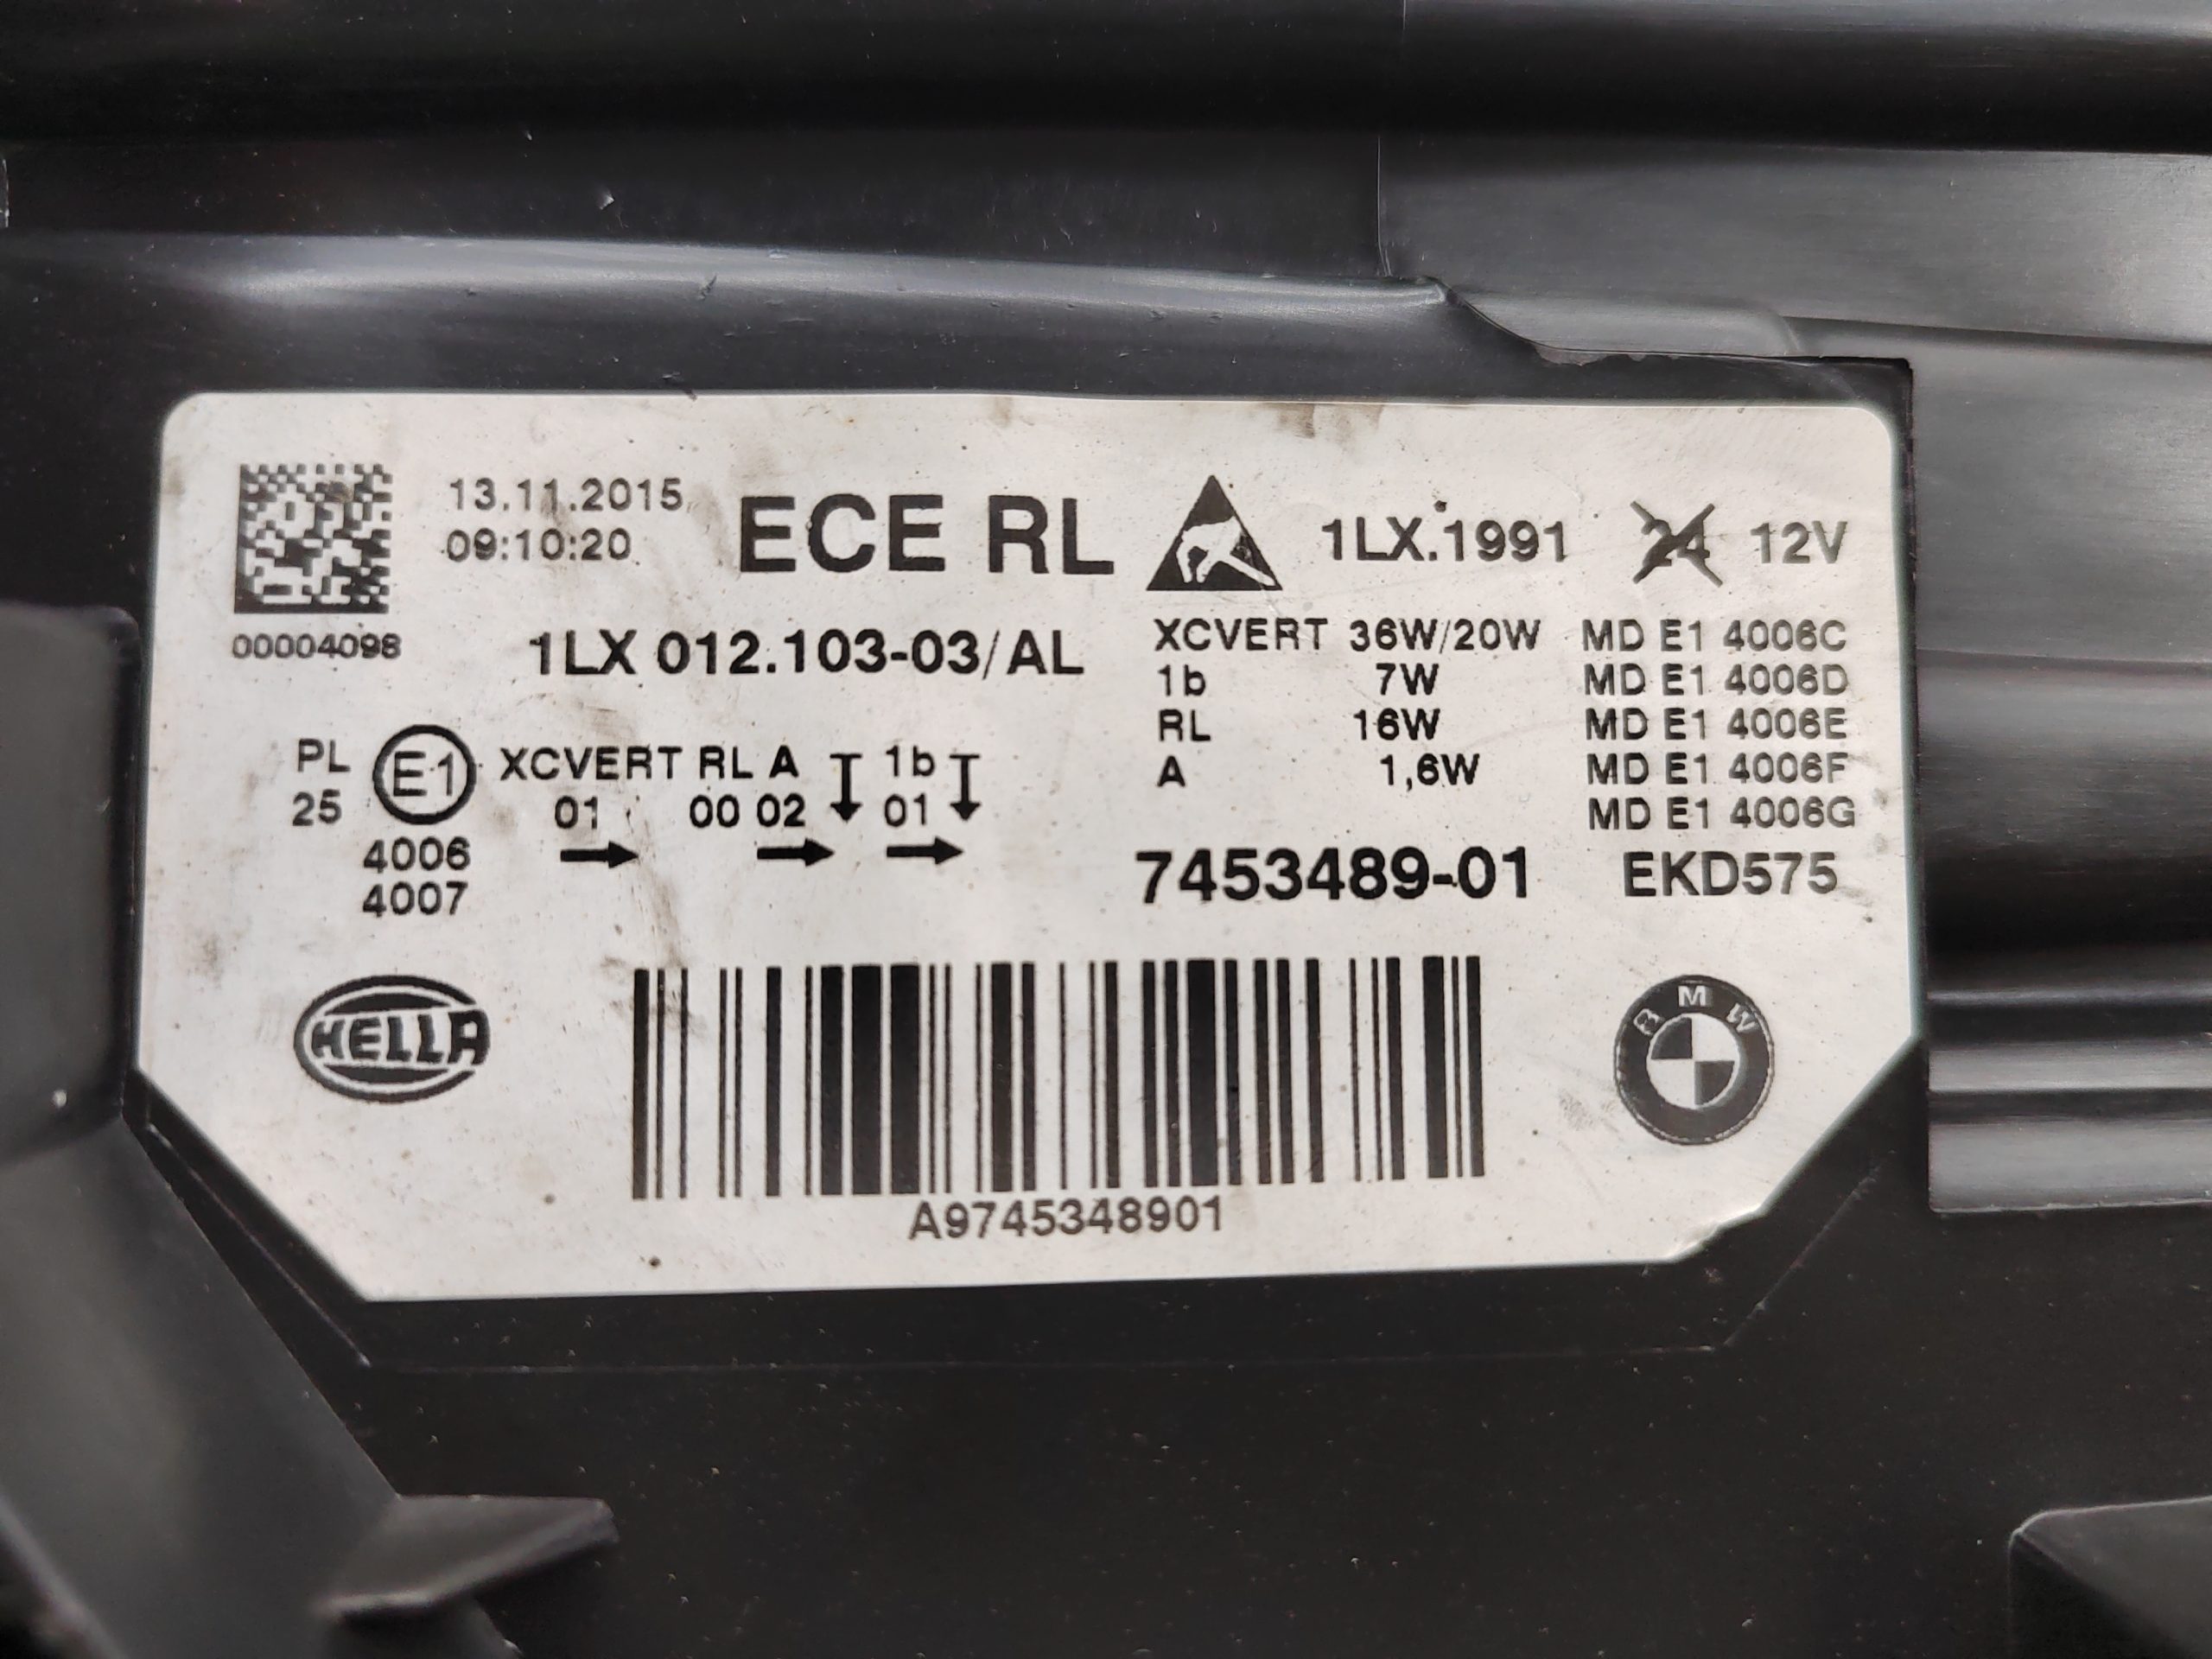 13.11.2015
09:10:20
ECE RL
1LX.1991
24 12V
00004098
1LX 012.103-03/AL
XCVERT 36W/20W MD E1 4006C
1b 7W MD E1 4006D
RL 16W MD E1 4006E
A 1,6W MD E1 4006F
MD E1 4006G
PL E1 XCVERT RL A 1b
25 01 00 02 01
4006
4007
7453489-01 EKD575
HELLA
BMW
A9745348901